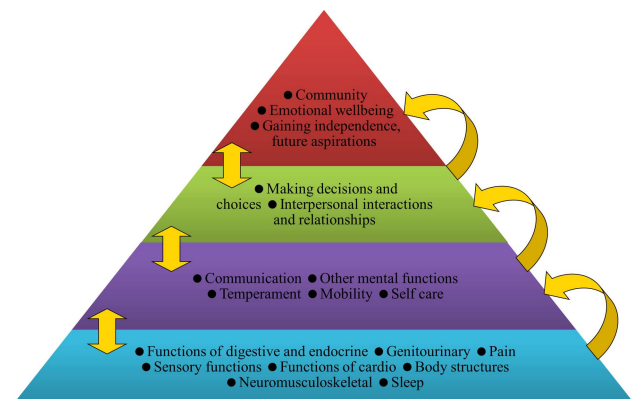 ● Community
● Emotional wellbeing
● Gaining independence,
future aspirations
● Making decisions and
choices ● Interpersonal interactions
and relationships
● Communication ● Other mental functions
● Temperament ● Mobility ● Self care
● Functions of digestive and endocrine ● Genitourinary ● Pain
● Sensory functions ● Functions of cardio ● Body structures
● Neuromusculoskeletal ● Sleep